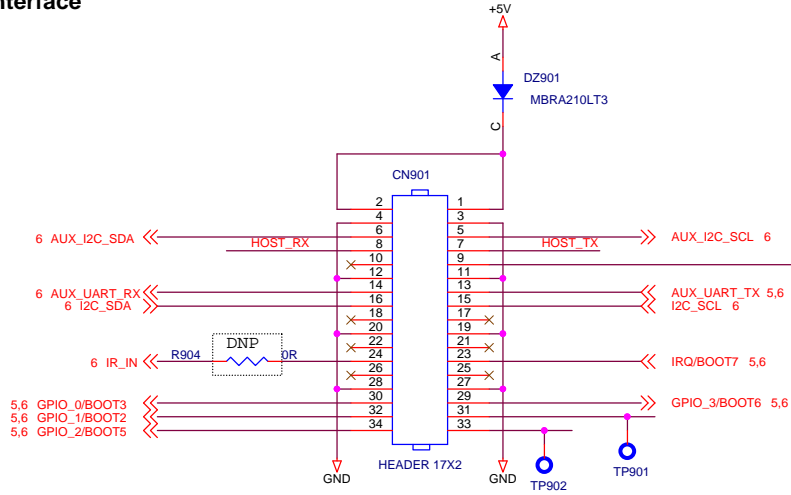 nterface
+5V
A
DZ901
MBRA210LT3
C
CN901
2 1
4 3
6 AUX_I2C_SDA 6 5 AUX_I2C_SCL 6
HOST_RX 8 7 HOST_TX
10 9
12 11
6 AUX_UART_RX 14 13 AUX_UART_TX 5,6
6 I2C_SDA 16 15 I2C_SCL 6
18 17
20 19
DNP 22 21
6 IR_IN R904 0R 24 23 IRQ/BOOT7 5,6
26 25
28 27
5,6 GPIO_0/BOOT3 30 29 GPIO_3/BOOT6 5,6
5,6 GPIO_1/BOOT2 32 31
5,6 GPIO_2/BOOT5 34 33
HEADER 17X2
GND GND
TP902 TP901